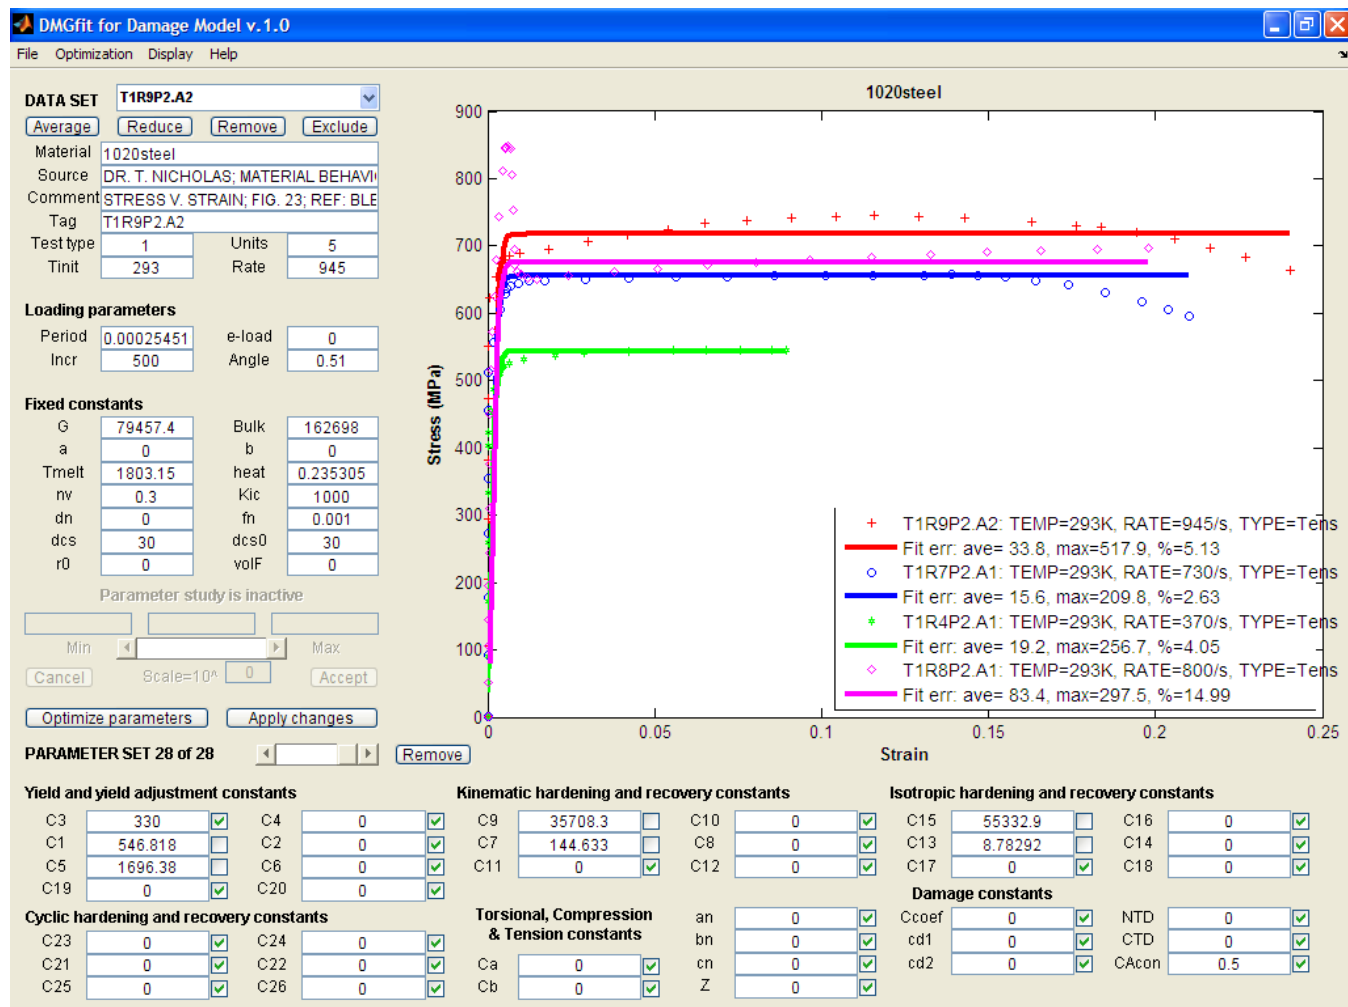 DMGfit for Damage Model v.1.0
File Optimization Display Help
DATA SET T1R9P2.A2
Average Reduce Remove Exclude
Material 1020steel
Source DR. T. NICHOLAS; MATERIAL BEHAVI
Comment STRESS V. STRAIN; FIG. 23; REF: BLE
Tag T1R9P2.A2
Test type 1 Units 5
Tinit 293 Rate 945
Loading parameters
Period 0.00025451 e-load 0
Incr 500 Angle 0.51
Fixed constants
G 79457.4 Bulk 162698
a 0 b 0
Tmelt 1803.15 heat 0.235305
nv 0.3 Kic 1000
dn 0 fn 0.001
dcs 30 dcs0 30
r0 0 volF 0
Parameter study is inactive
Min Max
Cancel Scale=10^ 0 Accept
Optimize parameters Apply changes
PARAMETER SET 28 of 28 Remove
1020steel
900
800
700
600
500
400
300
200
100
0
Stress (MPa)
0 0.05 0.1 0.15 0.2 0.25
Strain
T1R9P2.A2: TEMP=293K, RATE=945/s, TYPE=Tens
Fit err: ave= 33.8, max=517.9, %=5.13
T1R7P2.A1: TEMP=293K, RATE=730/s, TYPE=Tens
Fit err: ave= 15.6, max=209.8, %=2.63
T1R4P2.A1: TEMP=293K, RATE=370/s, TYPE=Tens
Fit err: ave= 19.2, max=256.7, %=4.05
T1R8P2.A1: TEMP=293K, RATE=800/s, TYPE=Tens
Fit err: ave= 83.4, max=297.5, %=14.99
Yield and yield adjustment constants
C3 330 C4 0
C1 546.818 C2 0
C5 1696.38 C6 0
C19 0 C20 0
Kinematic hardening and recovery constants
C9 35708.3 C10 0
C7 144.633 C8 0
C11 0 C12 0
Isotropic hardening and recovery constants
C15 55332.9 C16 0
C13 8.78292 C14 0
C17 0 C18 0
Cyclic hardening and recovery constants
C23 0 C24 0
C21 0 C22 0
C25 0 C26 0
Torsional, Compression
& Tension constants
Ca 0
Cb 0
an 0
bn 0
cn 0
Z 0
Damage constants
Ccoef 0 NTD 0
cd1 0 CTD 0
cd2 0 CAcon 0.5